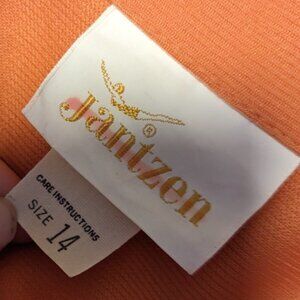 Jantzen
®
CARE INSTRUCTIONS
SIZE 14